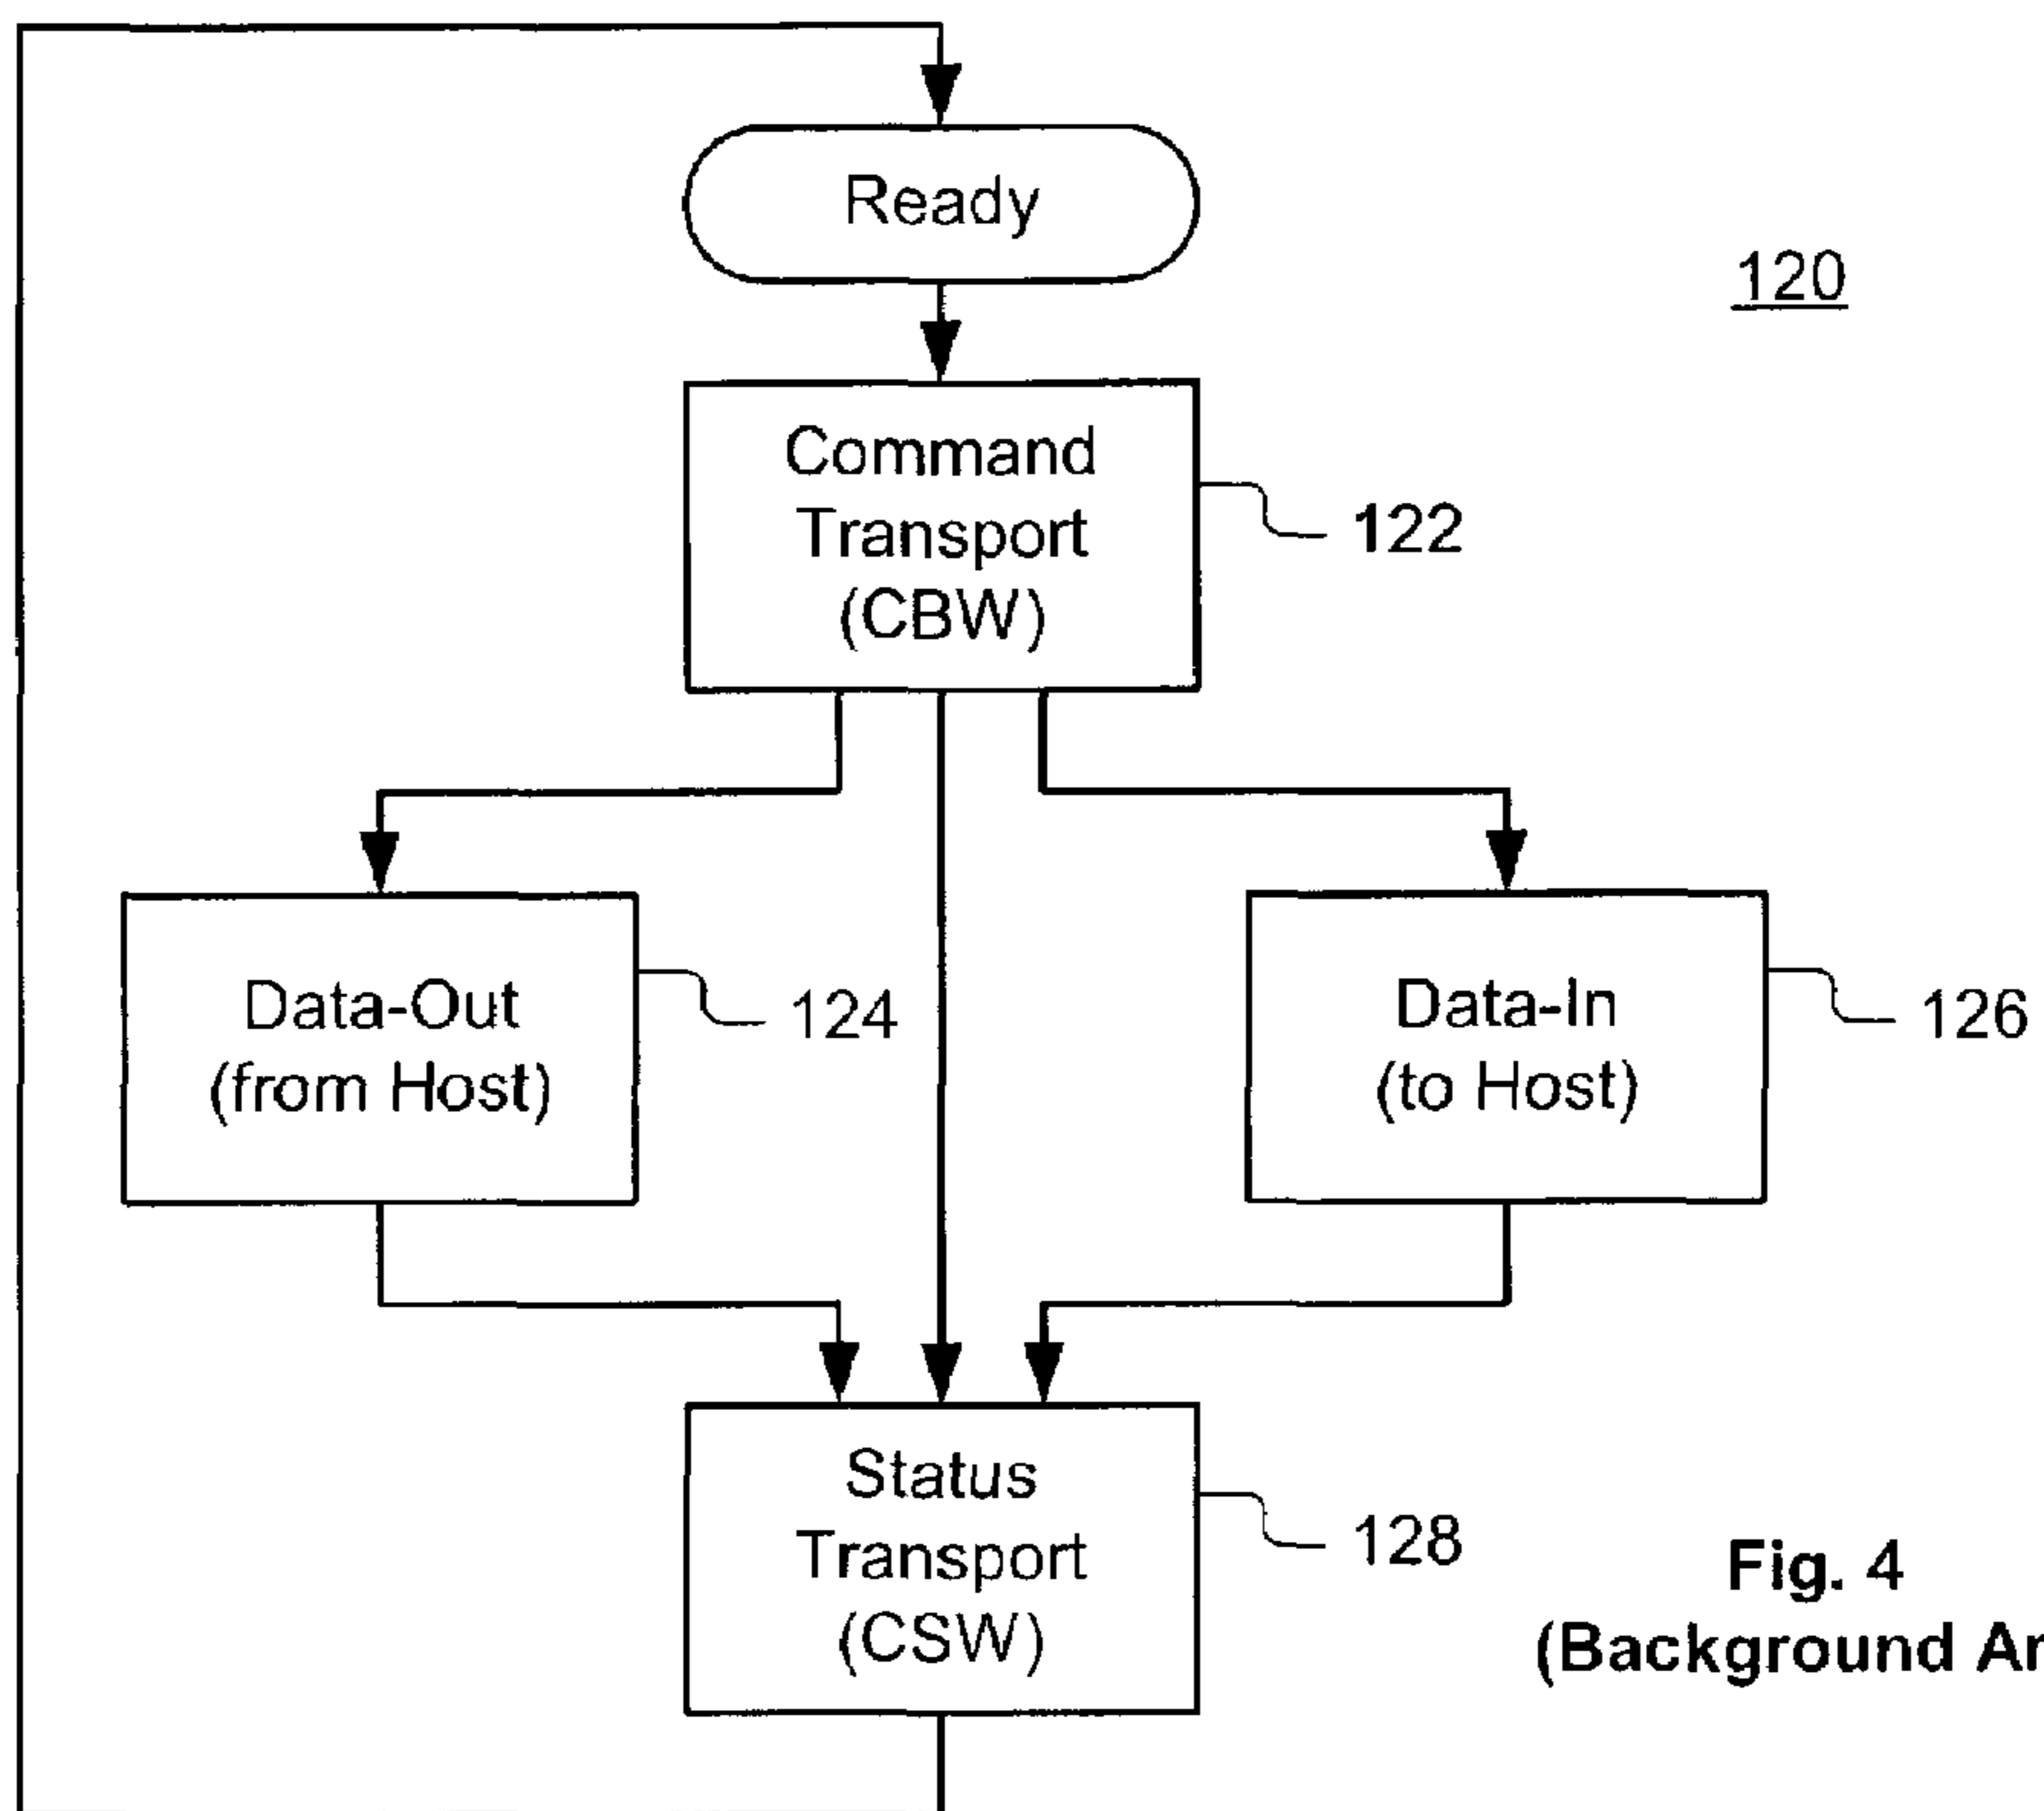 Ready
120
Command
Transport
(CBW)
122
Data-Out
(from Host)
124
Data-In
(to Host)
126
Status
Transport
(CSW)
128
Fig. 4
(Background